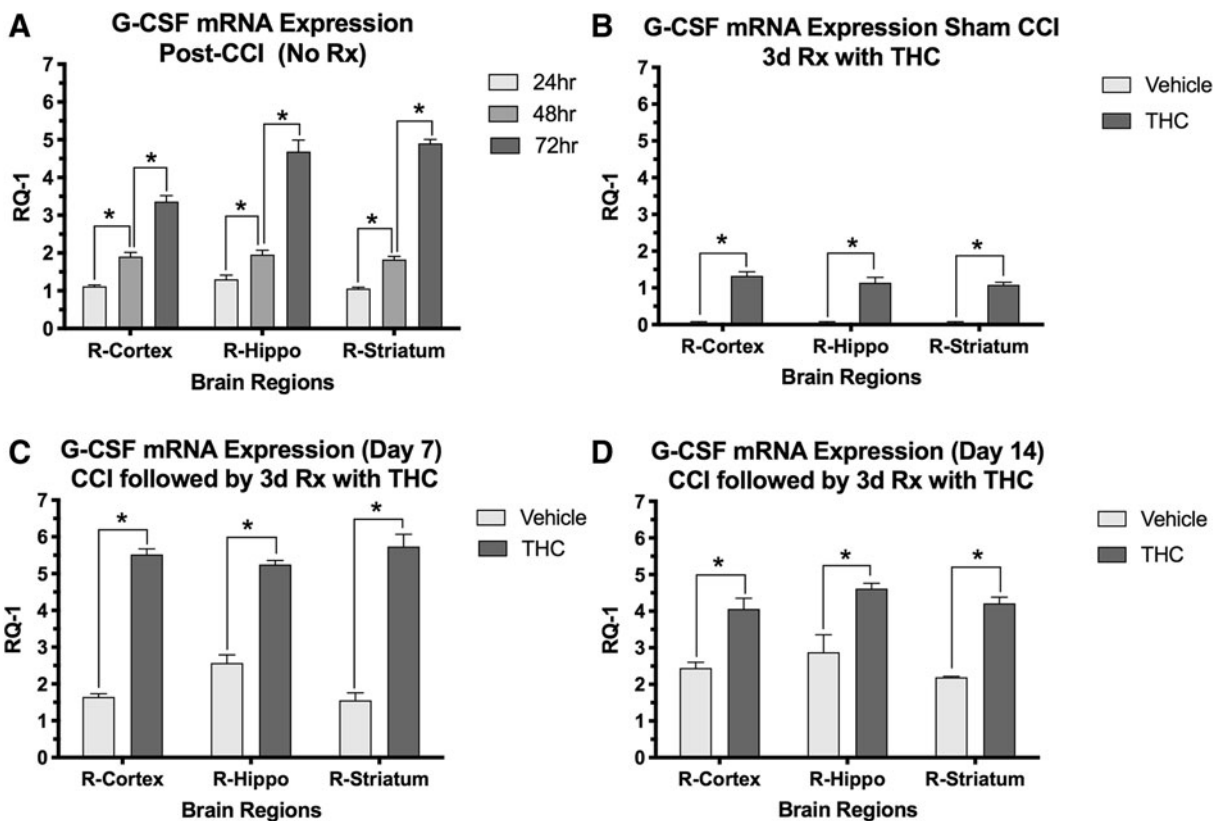 A
G-CSF mRNA Expression
Post-CCI (No Rx)
7
6
5
4
3
2
1
0
RQ-1
* * * * * *
R-Cortex R-Hippo R-Striatum
Brain Regions
24hr
48hr
72hr
B
G-CSF mRNA Expression Sham CCI
3d Rx with THC
7
6
5
4
3
2
1
0
RQ-1
* * *
R-Cortex R-Hippo R-Striatum
Brain Regions
Vehicle
THC
C
G-CSF mRNA Expression (Day 7)
CCI followed by 3d Rx with THC
7
6
5
4
3
2
1
0
RQ-1
* * *
R-Cortex R-Hippo R-Striatum
Brain Regions
Vehicle
THC
D
G-CSF mRNA Expression (Day 14)
CCI followed by 3d Rx with THC
7
6
5
4
3
2
1
0
RQ-1
* * *
R-Cortex R-Hippo R-Striatum
Brain Regions
Vehicle
THC